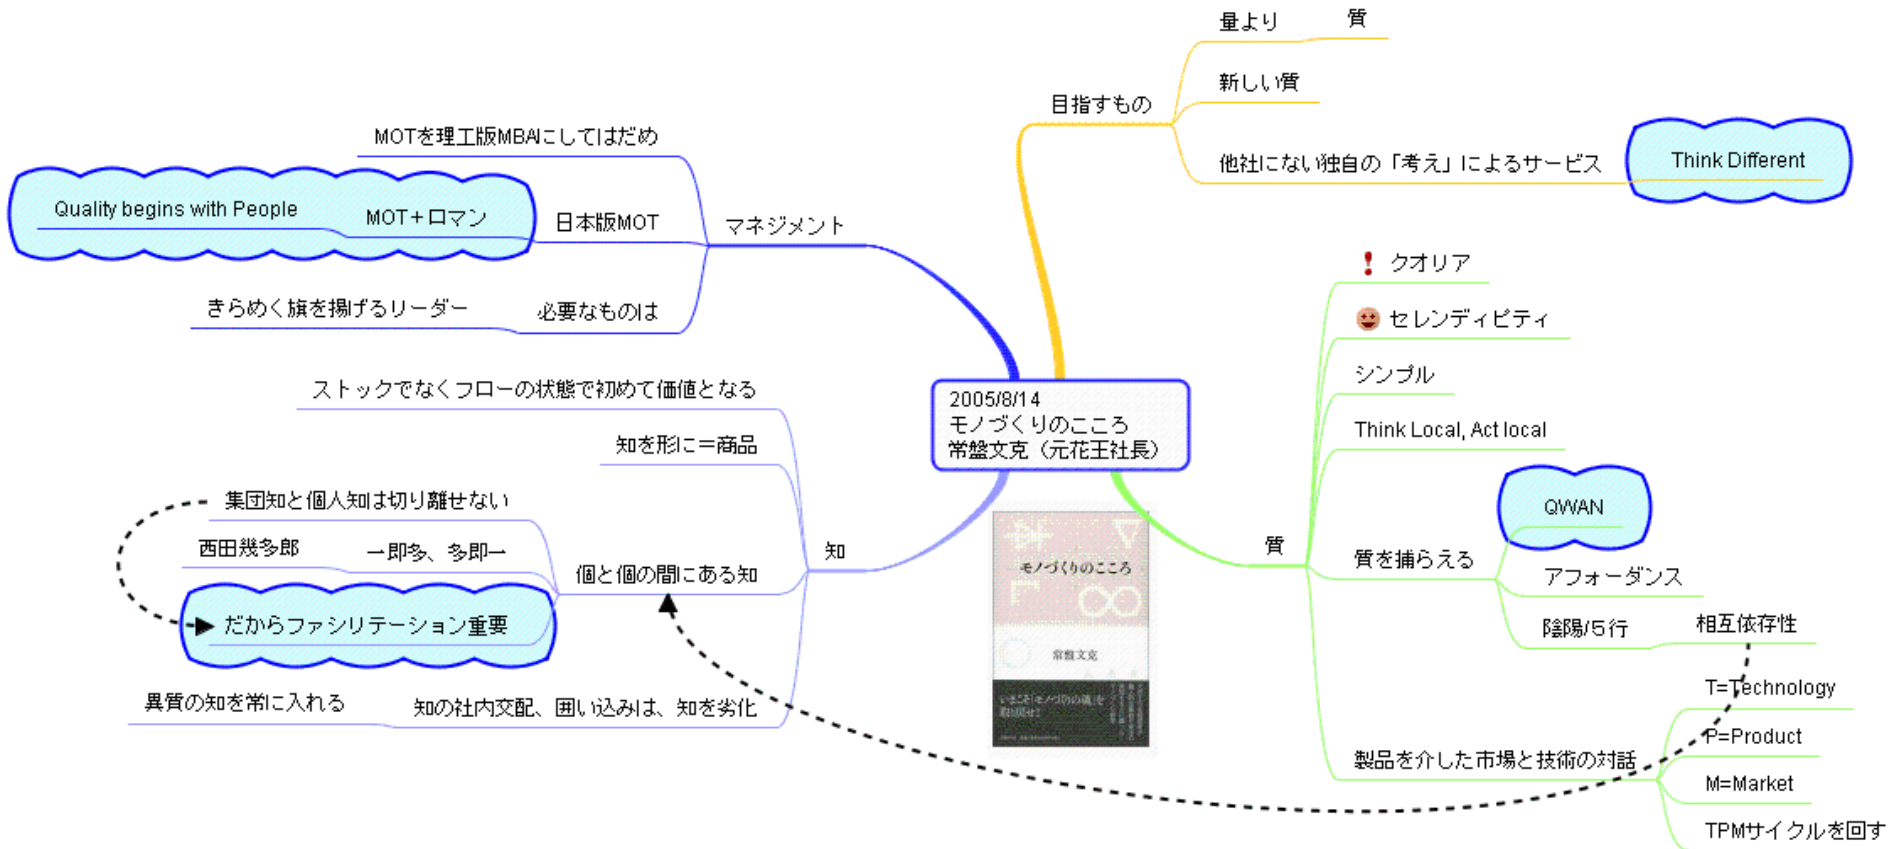 2005/8/14
モノづくりのこころ
常盤文克（元花王社長）
目指すもの
量より
質
新しい質
他社にない独自の「考え」によるサービス
Think Different
マネジメント
MOTを理工版MBAにしてはだめ
日本版MOT
MOT＋ロマン
Quality begins with People
必要なものは
きらめく旗を揚げるリーダー
知
ストックでなくフローの状態で初めて価値となる
知を形に＝商品
個と個の間にある知
集団知と個人知は切り離せない
一即多、多即一
西田幾多郎
だからファシリテーション重要
知の社内交配、囲い込みは、知を劣化
異質の知を常に入れる
質
クオリア
セレンディピティ
シンプル
Think Local, Act local
質を捕らえる
QWAN
アフォーダンス
陰陽/5行
相互依存性
製品を介した市場と技術の対話
T=Technology
P=Product
M=Market
TPMサイクルを回す
モノづくりのこころ
常盤文克